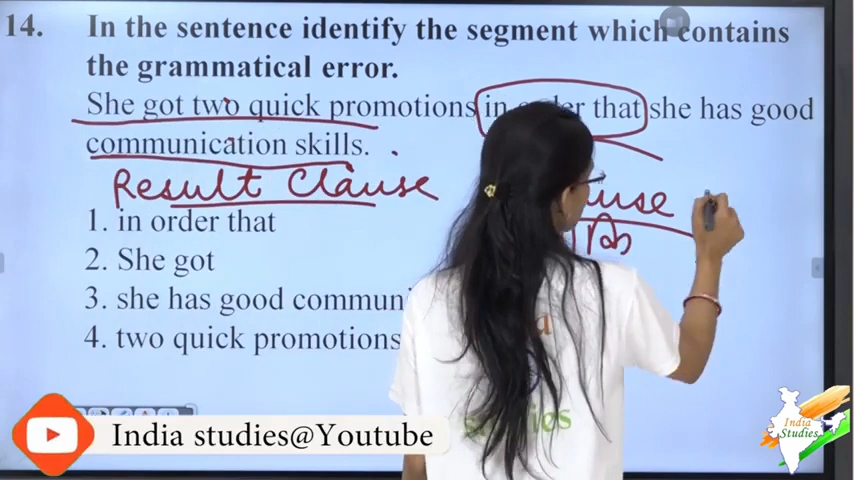 14. In the sentence identify the segment which contains
the grammatical error.
She got two quick promotions in order that she has good
communication skills.
Result Clause
1. in order that
2. She got
3. she has good
4. two quick promotions
India studies@Youtube
India
Studies